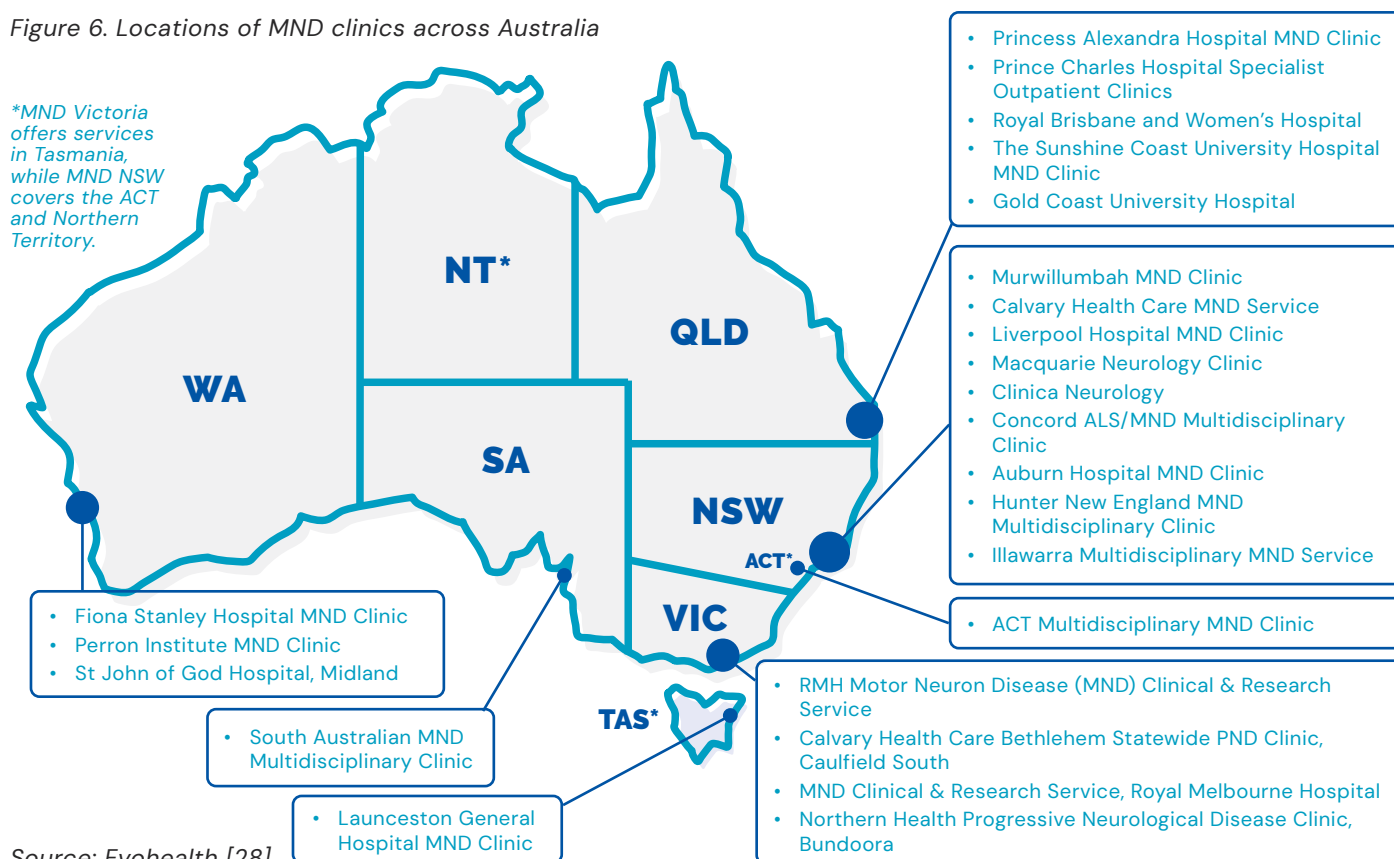 Figure 6. Locations of MND clinics across Australia
*MND Victoria
offers services
in Tasmania,
while MND NSW
covers the ACT
and Northern
Territory.
NT*
QLD
WA
SA
NSW
ACT*
VIC
TAS*
• Princess Alexandra Hospital MND Clinic
• Prince Charles Hospital Specialist
Outpatient Clinics
• Royal Brisbane and Women's Hospital
• The Sunshine Coast University Hospital
MND Clinic
• Gold Coast University Hospital
• Murwillumbah MND Clinic
• Calvary Health Care MND Service
• Liverpool Hospital MND Clinic
• Macquarie Neurology Clinic
• Clinica Neurology
• Concord ALS/MND Multidisciplinary
Clinic
• Auburn Hospital MND Clinic
• Hunter New England MND
Multidisciplinary Clinic
• Illawarra Multidisciplinary MND Service
• ACT Multidisciplinary MND Clinic
• Fiona Stanley Hospital MND Clinic
• Perron Institute MND Clinic
• St John of God Hospital, Midland
• South Australian MND
Multidisciplinary Clinic
• Launceston General
Hospital MND Clinic
• RMH Motor Neuron Disease (MND) Clinical & Research
Service
• Calvary Health Care Bethlehem Statewide PND Clinic,
Caulfield South
• MND Clinical & Research Service, Royal Melbourne Hospital
• Northern Health Progressive Neurological Disease Clinic,
Bundoora
Source: Evohealth [28]